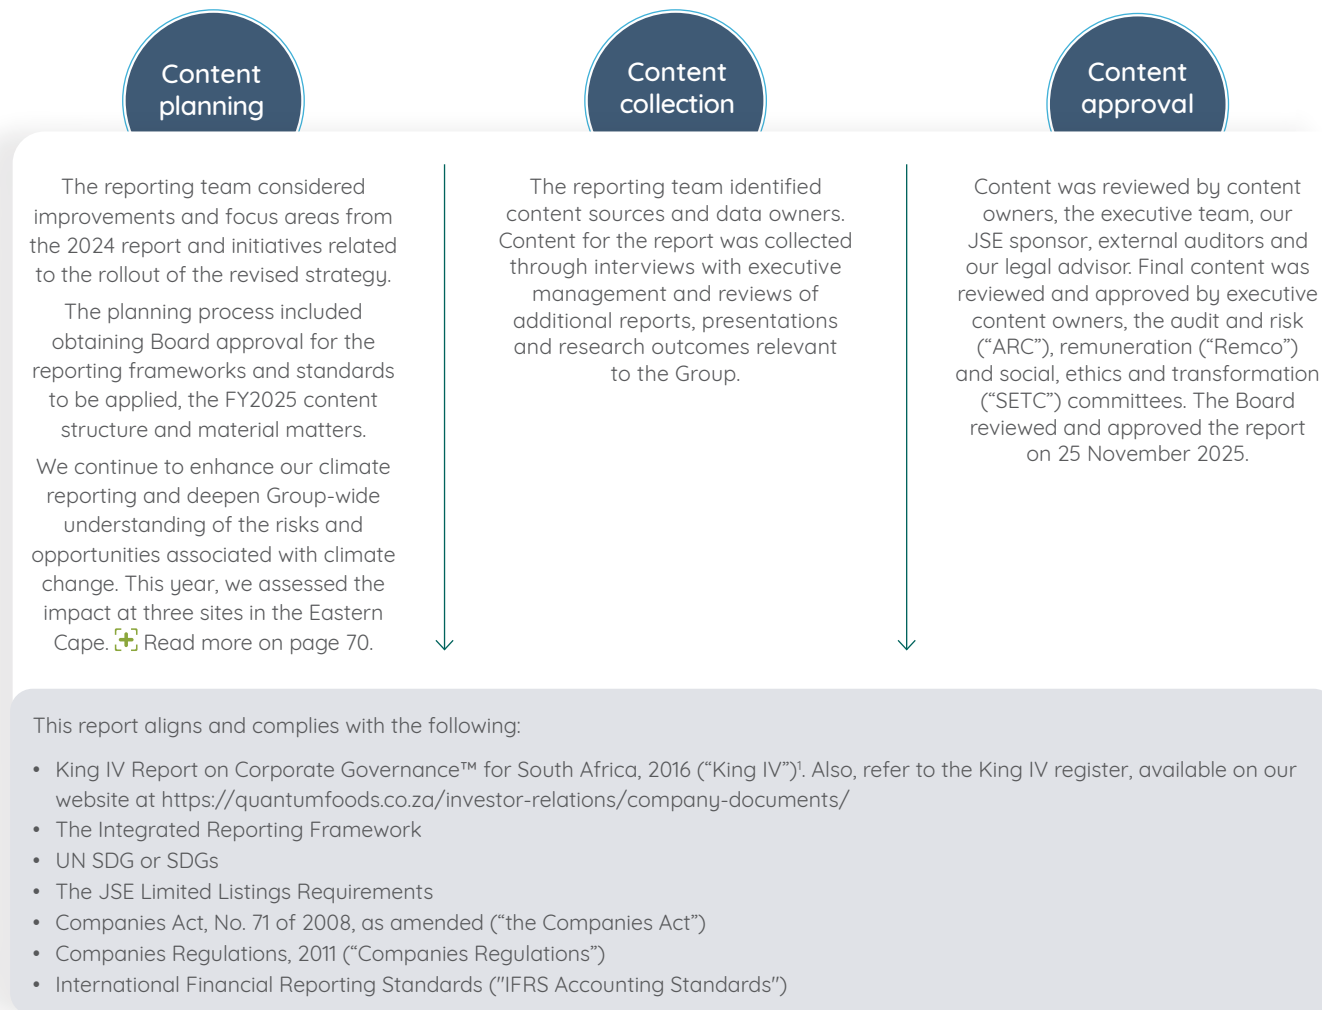 Content
planning
The reporting team considered
improvements and focus areas from
the 2024 report and initiatives related
to the rollout of the revised strategy.
The planning process included
obtaining Board approval for the
reporting frameworks and standards
to be applied, the FY2025 content
structure and material matters.
We continue to enhance our climate
reporting and deepen Group-wide
understanding of the risks and
opportunities associated with climate
change. This year, we assessed the
impact at three sites in the Eastern
Cape. Read more on page 70.
Content
collection
The reporting team identified
content sources and data owners.
Content for the report was collected
through interviews with executive
management and reviews of
additional reports, presentations
and research outcomes relevant
to the Group.
Content
approval
Content was reviewed by content
owners, the executive team, our
JSE sponsor, external auditors and
our legal advisor. Final content was
reviewed and approved by executive
content owners, the audit and risk
(“ARC”), remuneration (“Remco”)
and social, ethics and transformation
(“SETC”) committees. The Board
reviewed and approved the report
on 25 November 2025.
This report aligns and complies with the following:
• King IV Report on Corporate Governance™ for South Africa, 2016 (“King IV”)¹. Also, refer to the King IV register, available on our
website at https://quantumfoods.co.za/investor-relations/company-documents/
• The Integrated Reporting Framework
• UN SDG or SDGs
• The JSE Limited Listings Requirements
• Companies Act, No. 71 of 2008, as amended (“the Companies Act”)
• Companies Regulations, 2011 (“Companies Regulations”)
• International Financial Reporting Standards ("IFRS Accounting Standards")